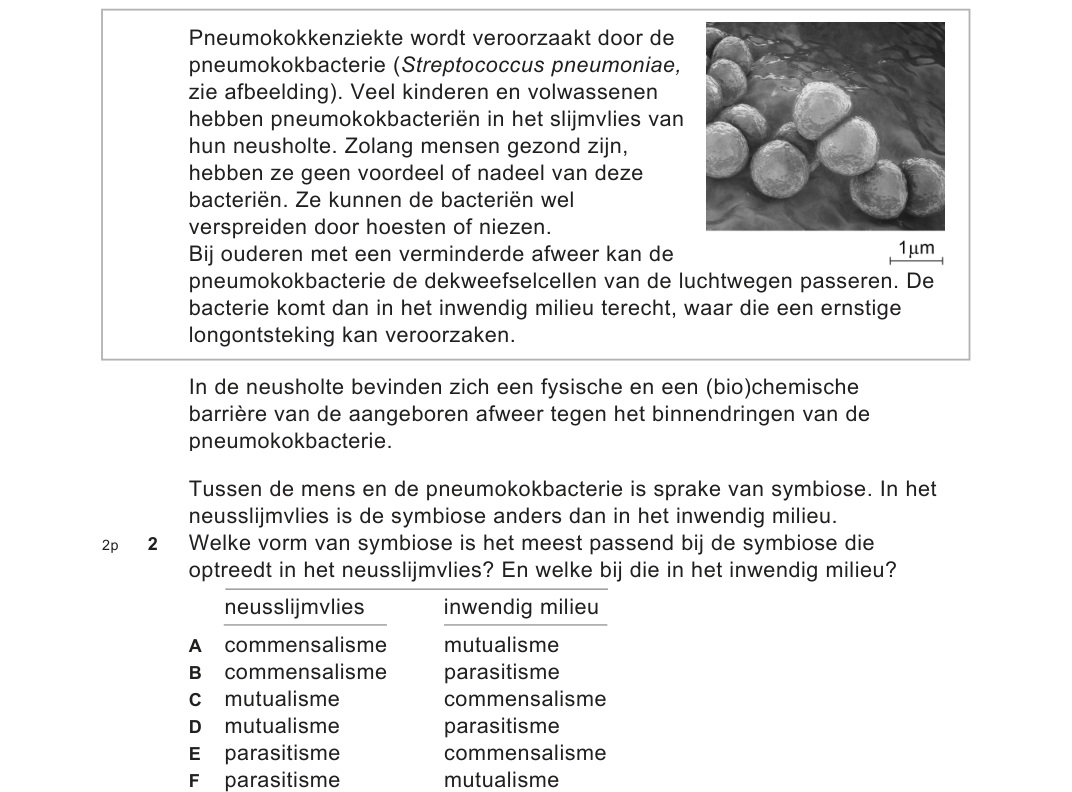 Pneumokokkenziekte wordt veroorzaakt door de
pneumokokbacterie (Streptococcus pneumoniae,
zie afbeelding). Veel kinderen en volwassenen
hebben pneumokokbacteriën in het slijmvlies van
hun neusholte. Zolang mensen gezond zijn,
hebben ze geen voordeel of nadeel van deze
bacteriën. Ze kunnen de bacteriën wel
verspreiden door hoesten of niezen.
1μm
Bij ouderen met een verminderde afweer kan de
pneumokokbacterie de dekweefselcellen van de luchtwegen passeren. De
bacterie komt dan in het inwendig milieu terecht, waar die een ernstige
longontsteking kan veroorzaken.
In de neusholte bevinden zich een fysische en een (bio)chemische
barrière van de aangeboren afweer tegen het binnendringen van de
pneumokokbacterie.
Tussen de mens en de pneumokokbacterie is sprake van symbiose. In het
neusslijmvlies is de symbiose anders dan in het inwendig milieu.
2p 2 Welke vorm van symbiose is het meest passend bij de symbiose die
optreedt in het neusslijmvlies? En welke bij die in het inwendig milieu?
neusslijmvlies inwendig milieu
A commensalisme mutualisme
B commensalisme parasitisme
C mutualisme commensalisme
D mutualisme parasitisme
E parasitisme commensalisme
F parasitisme mutualisme